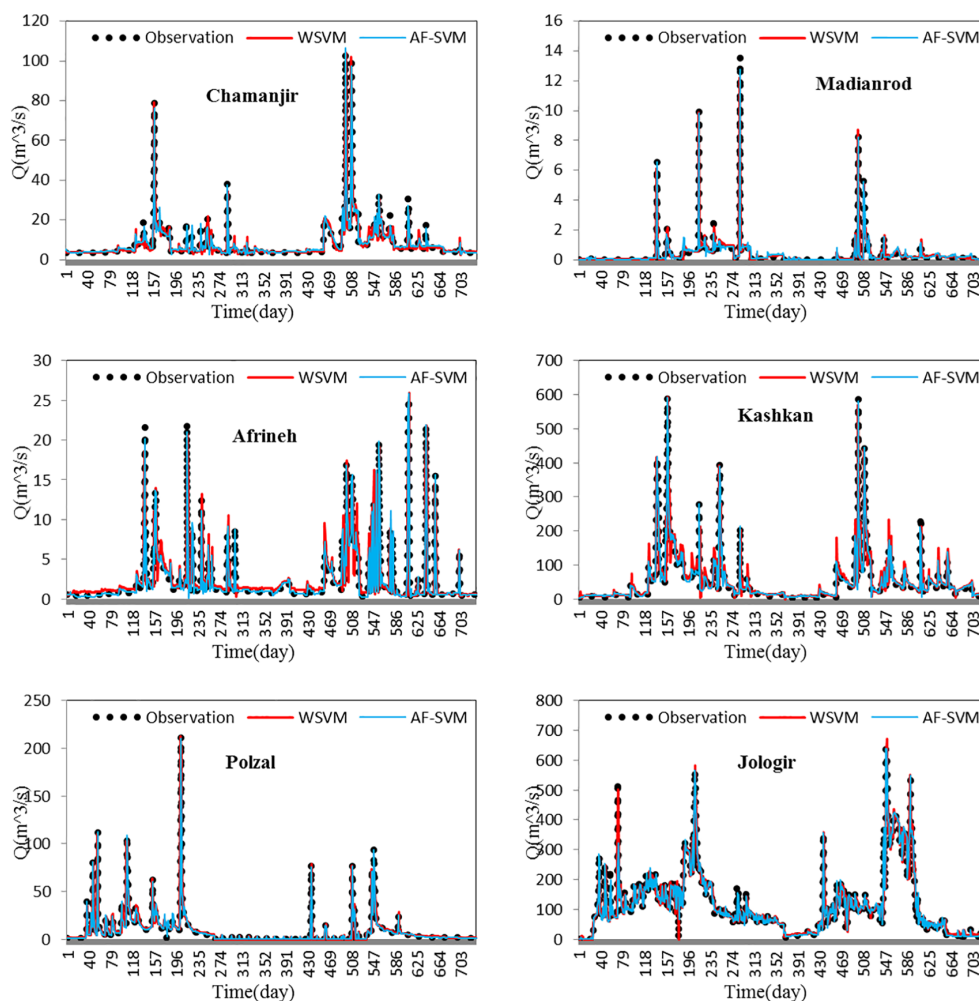 120
100
80
60
40
20
0
Q(m^3/s)
Observation WSVM AF-SVM
Chamanjir
1 40 79 118 157 196 235 274 313 352 391 430 469 508 547 586 625 664 703
Time(day)
16
14
12
10
8
6
4
2
0
Q(m^3/s)
Observation WSVM AF-SVM
Madianrod
1 40 79 118 157 196 235 274 313 352 391 430 469 508 547 586 625 664 703
Time(day)
30
25
20
15
10
5
0
Q(m^3/s)
Observation WSVM AF-SVM
Afrineh
1 40 79 118 157 196 235 274 313 352 391 430 469 508 547 586 625 664 703
Time(day)
700
600
500
400
300
200
100
0
Q(m^3/s)
Observation WSVM AF-SVM
Kashkan
1 40 79 118 157 196 235 274 313 352 391 430 469 508 547 586 625 664 703
Time(day)
250
200
150
100
50
0
Q(m^3/s)
Observation WSVM AF-SVM
Polzal
1 40 79 118 157 196 235 274 313 352 391 430 469 508 547 586 625 664 703
Time(day)
800
700
600
500
400
300
200
100
0
Q(m^3/s)
Observation WSVM AF-SVM
Jologir
1 40 79 118 157 196 235 274 313 352 391 430 469 508 547 586 625 664 703
Time(day)